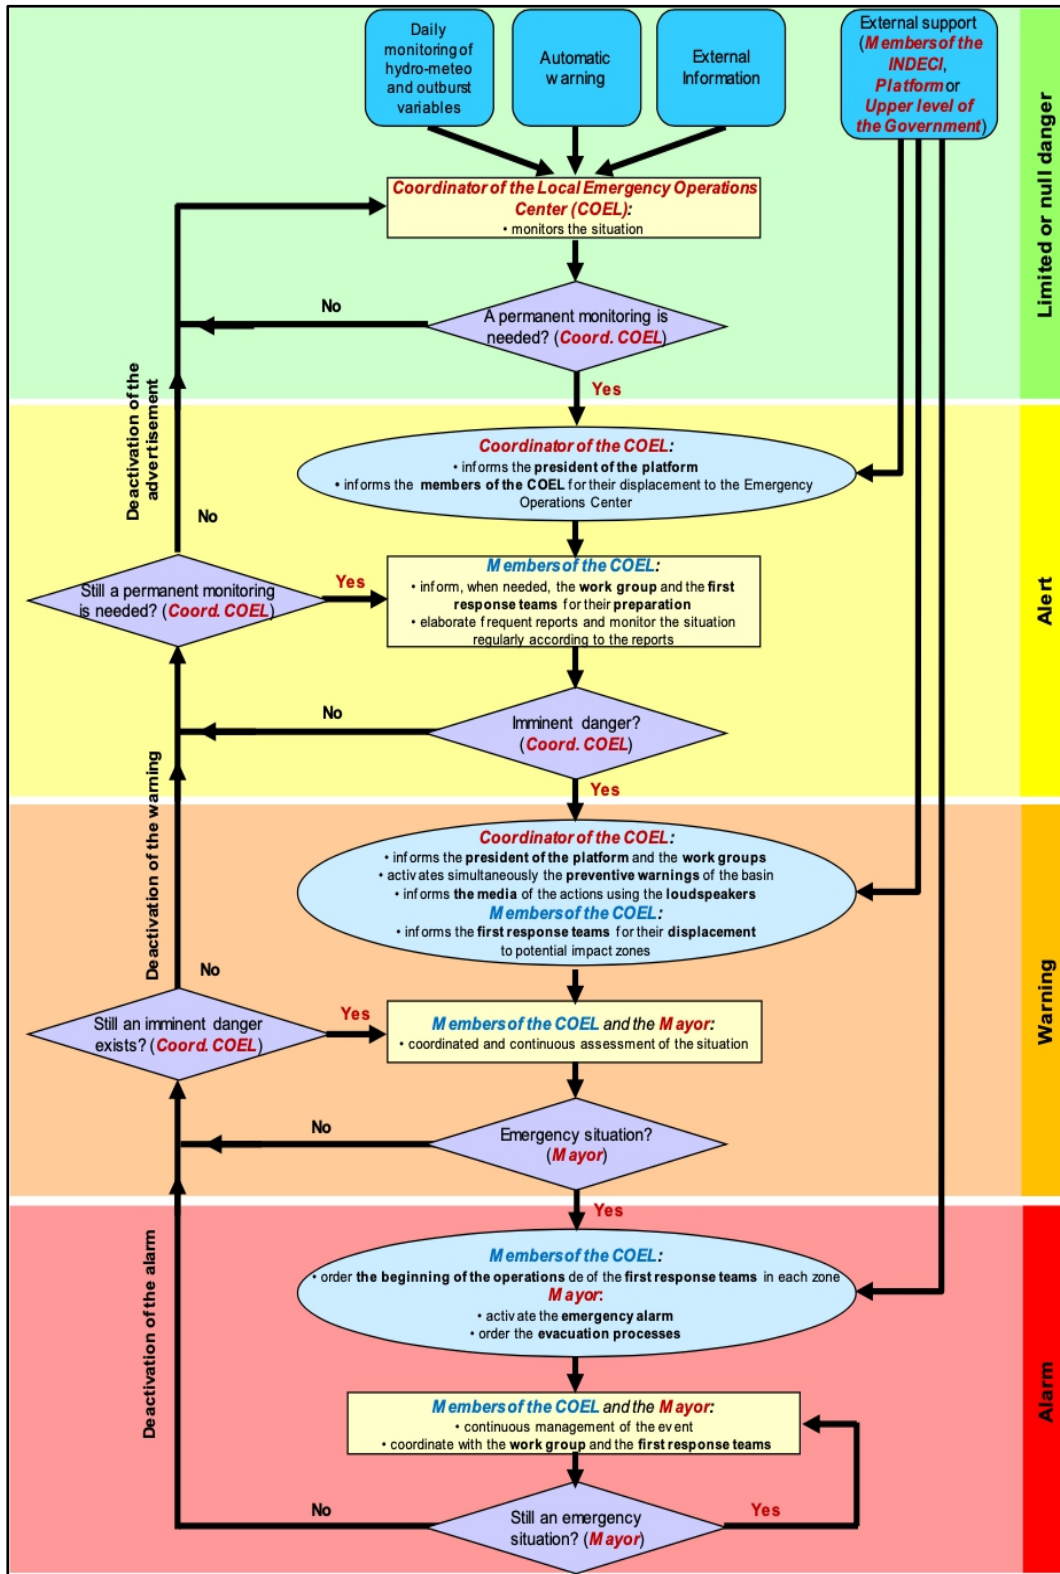 Daily
monitoring of
hydro-meteo
and outburst
variables
Automatic
warning
External
Information
External support
(Members of the
INDECI,
Platform or
Upper level of
the Government)
Limited or null danger
Coordinator of the Local Emergency Operations
Center (COEL):
• monitors the situation
No
A permanent monitoring is
needed? (Coord. COEL)
Yes
Deactivation of the
advertisement
Alert
Coordinator of the COEL:
• informs the president of the platform
• informs the members of the COEL for their displacement to the Emergency
Operations Center
No
Still a permanent monitoring
is needed? (Coord. COEL)
Yes
Members of the COEL:
• inform, when needed, the work group and the first
response teams for their preparation
• elaborate frequent reports and monitor the situation
regularly according to the reports
No
Imminent danger?
(Coord. COEL)
Yes
Deactivation of the warning
Warning
Coordinator of the COEL:
• informs the president of the platform and the work groups
• activates simultaneously the preventive warnings of the basin
• informs the media of the actions using the loudspeakers
Members of the COEL:
• informs the first response teams for their displacement
to potential impact zones
No
Still an imminent danger
exists? (Coord. COEL)
Yes
Members of the COEL and the Mayor:
• coordinated and continuous assessment of the situation
No
Emergency situation?
(Mayor)
Yes
Deactivation of the alarm
Alarm
Members of the COEL:
• order the beginning of the operations de of the first response teams in each zone
Mayor:
• activate the emergency alarm
• order the evacuation processes
Members of the COEL and the Mayor:
• continuous management of the event
• coordinate with the work group and the first response teams
No
Still an emergency
situation? (Mayor)
Yes